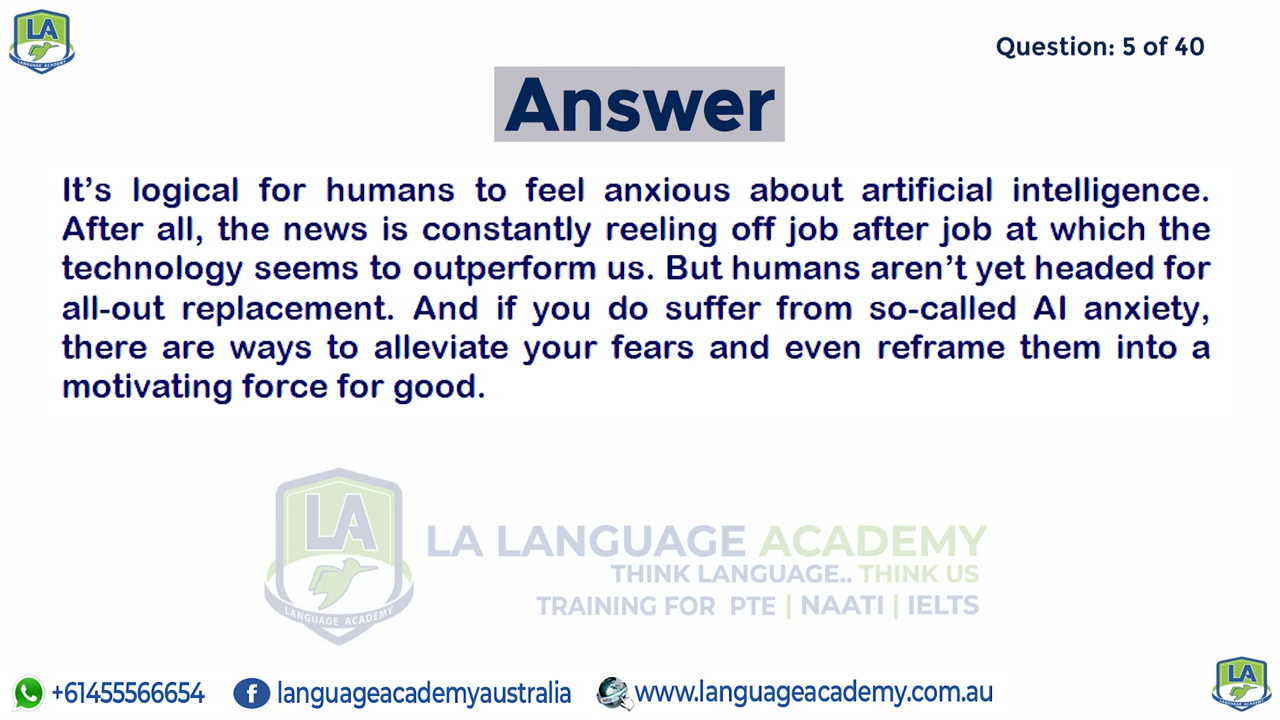 LA
LANGUAGE ACADEMY
Question: 5 of 40
Answer
It’s logical for humans to feel anxious about artificial intelligence.
After all, the news is constantly reeling off job after job at which the
technology seems to outperform us. But humans aren’t yet headed for
all-out replacement. And if you do suffer from so-called AI anxiety,
there are ways to alleviate your fears and even reframe them into a
motivating force for good.
LA
LANGUAGE ACADEMY
LA LANGUAGE ACADEMY
THINK LANGUAGE.. THINK US
TRAINING FOR PTE | NAATI | IELTS
+61455566654
languageacademyaustralia
www.languageacademy.com.au
LA
LANGUAGE ACADEMY